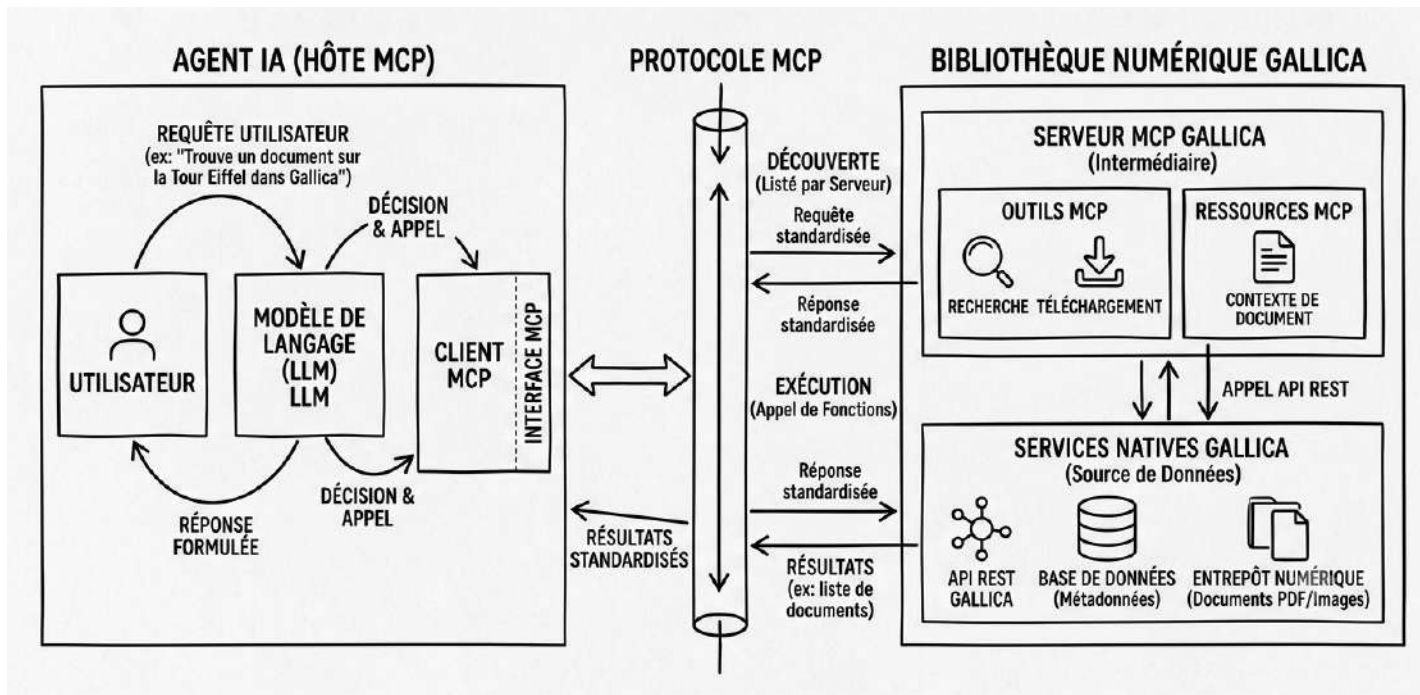 AGENT IA (HÔTE MCP)
REQUÊTE UTILISATEUR
(ex: "Trouve un document sur
la Tour Eiffel dans Gallica")
DÉCISION
& APPEL
UTILISATEUR
MODÈLE DE
LANGAGE
(LLM)
LLM
CLIENT
MCP
INTERFACE MCP
RÉPONSE
FORMULÉE
DÉCISION &
APPEL
PROTOCOLE MCP
DÉCOUVERTE
(Listé par Serveur)
Requête
standardisée
Réponse
standardisée
EXÉCUTION
(Appel de Fonctions)
Réponse
standardisée
RÉSULTATS
STANDARDISÉS
RÉSULTATS
(ex: liste de
documents)
BIBLIOTHÈQUE NUMÉRIQUE GALLICA
SERVEUR MCP GALLICA
(Intermédiaire)
OUTILS MCP
RECHERCHE
TÉLÉCHARGEMENT
RESSOURCES MCP
CONTEXTE DE
DOCUMENT
APPEL API REST
SERVICES NATIVES GALLICA
(Source de Données)
API REST
GALLICA
BASE DE DONNÉES
(Métadonnées)
ENTREPÔT NUMÉRIQUE
(Documents PDF/Images)